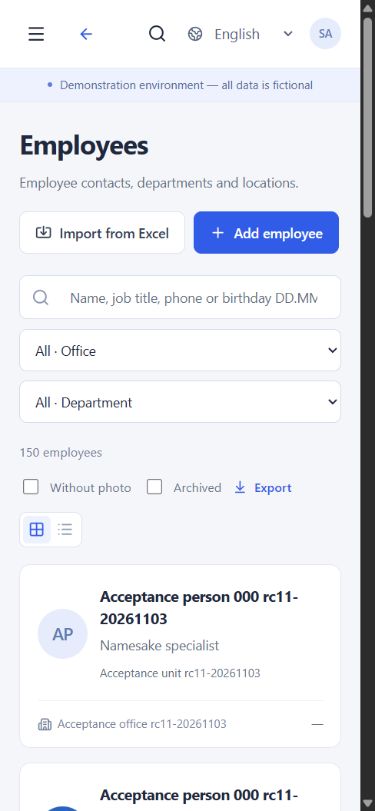 English
SA
Demonstration environment — all data is fictional
Employees
Employee contacts, departments and locations.
Import from Excel
Add employee
Name, job title, phone or birthday DD.MM
All · Office
All · Department
150 employees
Without photo
Archived
Export
AP
Acceptance person 000 rc11-
20261103
Namesake specialist
Acceptance unit rc11-20261103
Acceptance office rc11-20261103
—
Acceptance person 000 rc11-